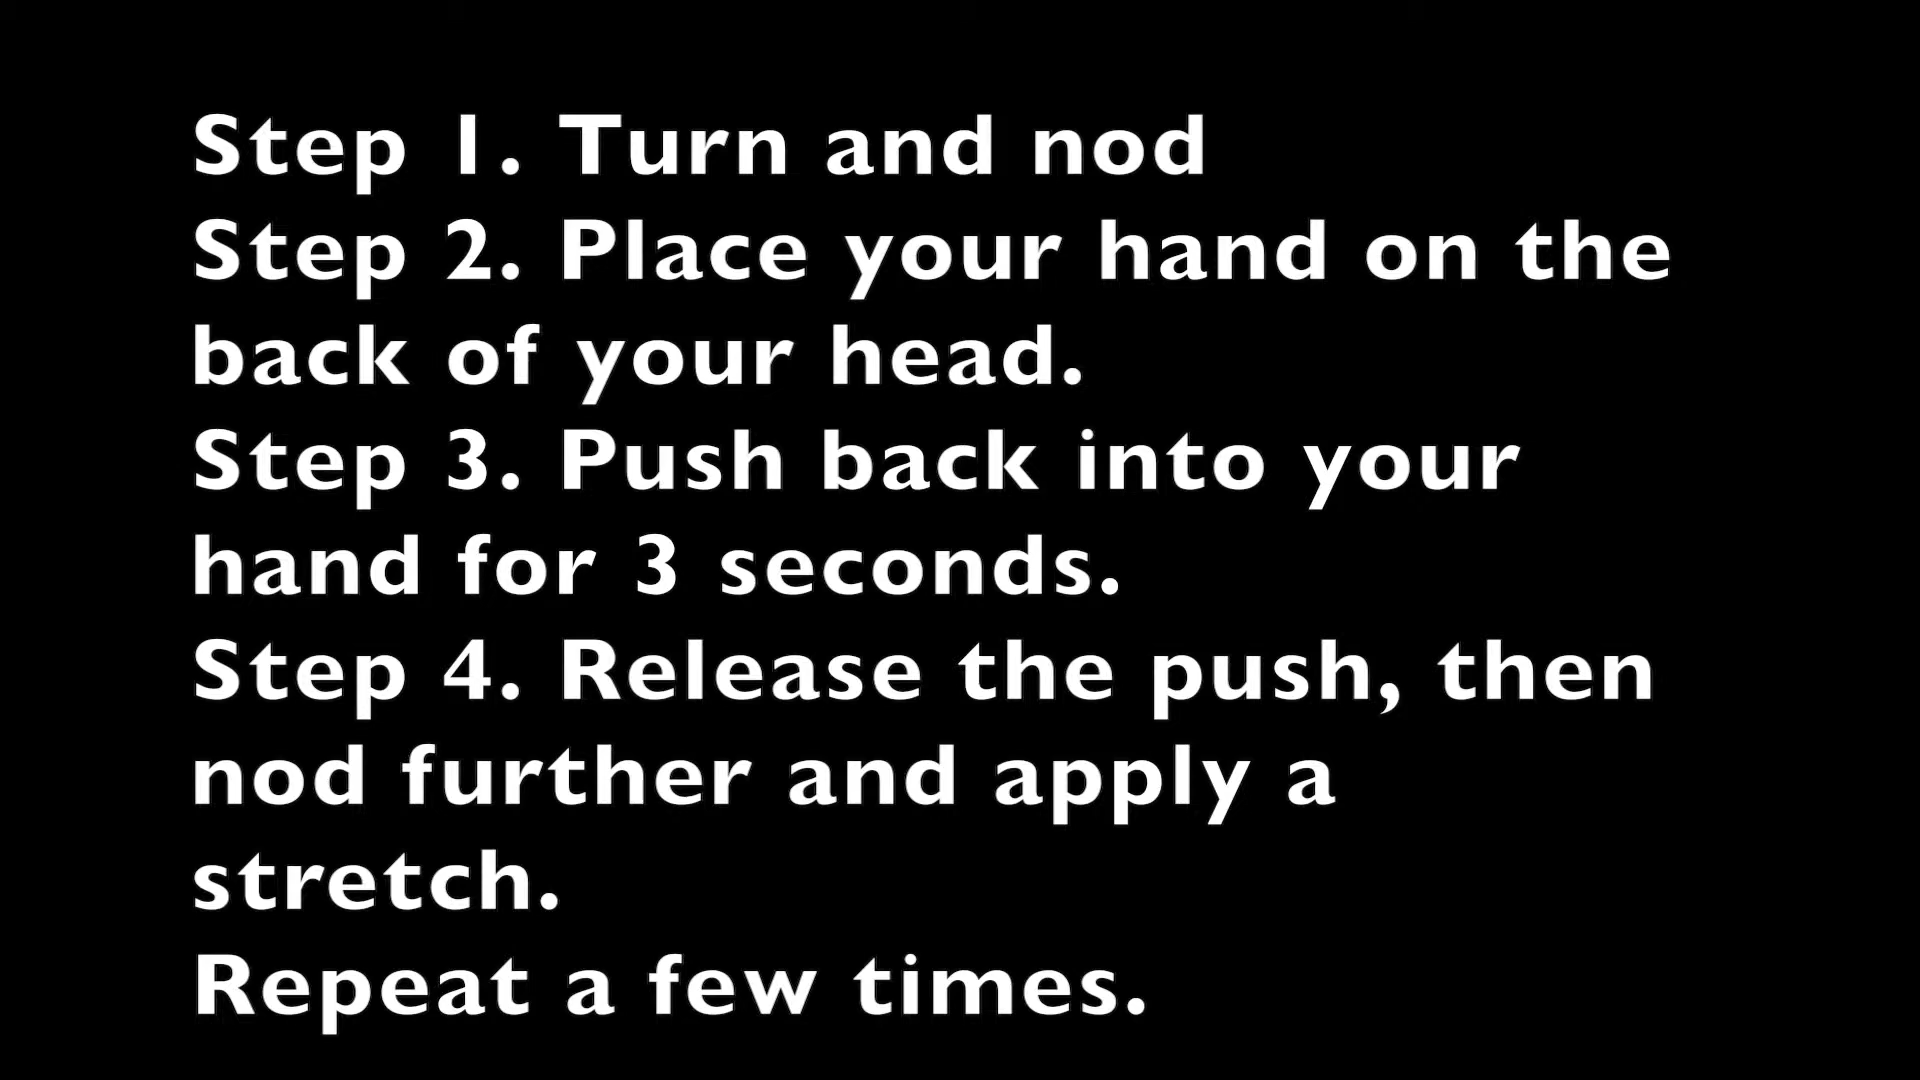 Step 1. Turn and nod
Step 2. Place your hand on the
back of your head.
Step 3. Push back into your
hand for 3 seconds.
Step 4. Release the push, then
nod further and apply a
stretch.
Repeat a few times.